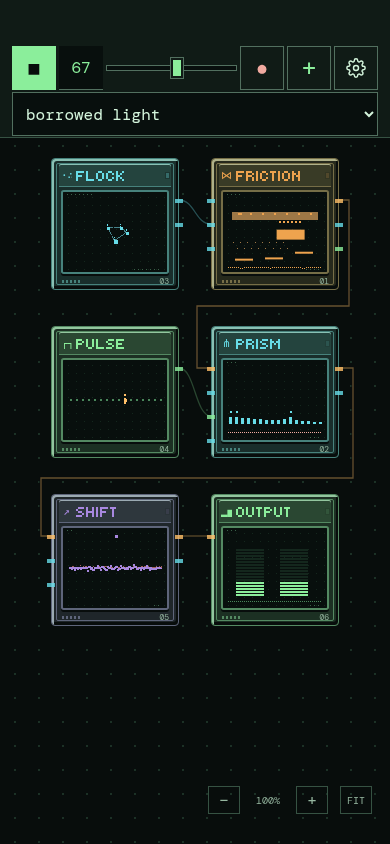 67
+
borrowed light
FLOCK
03
FRICTION
01
PULSE
04
PRISM
02
SHIFT
05
OUTPUT
06
− 100% + FIT